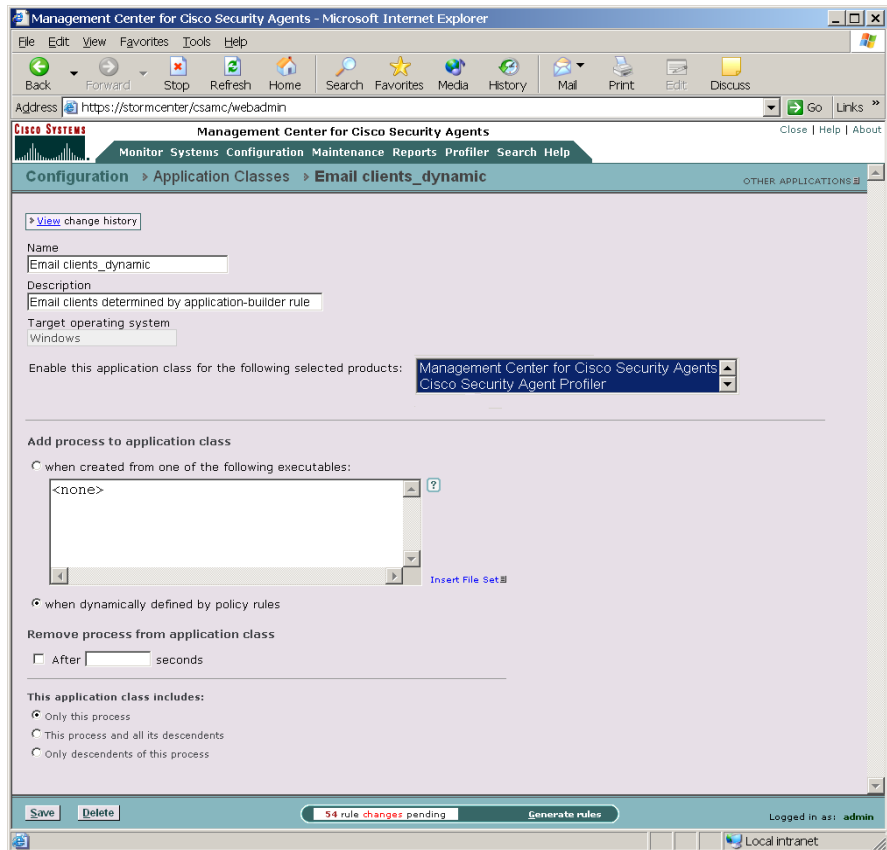 Management Center for Cisco Security Agents - Microsoft Internet Explorer
File Edit View Favorites Tools Help
Back Forward Stop Refresh Home Search Favorites Media History Mail Print Edit Discuss
Address https://stormcenter/csamc/webadmin Go Links »
CISCO SYSTEMS Management Center for Cisco Security Agents Close | Help | About
Monitor Systems Configuration Maintenance Reports Profiler Search Help
Configuration > Application Classes > Email clients_dynamic OTHER APPLICATIONS
View change history
Name
Email clients_dynamic
Description
Email clients determined by application-builder rule
Target operating system
Windows
Enable this application class for the following selected products: Management Center for Cisco Security Agents
Cisco Security Agent Profiler
Add process to application class
when created from one of the following executables:
<none> ?
Insert File Set
when dynamically defined by policy rules
Remove process from application class
After seconds
This application class includes:
Only this process
This process and all its descendents
Only descendents of this process
Save Delete 54 rule changes pending Generate rules Logged in as: admin
Local intranet